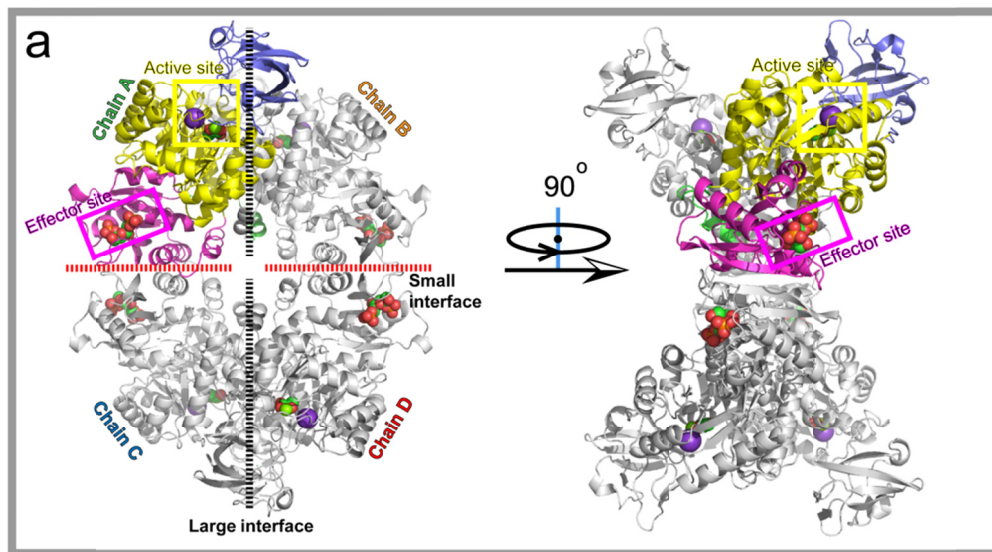 a
Active site
Chain A
Chain B
Effector site
Small
interface
Chain C
Chain D
Large interface
90°
Active site
Effector site